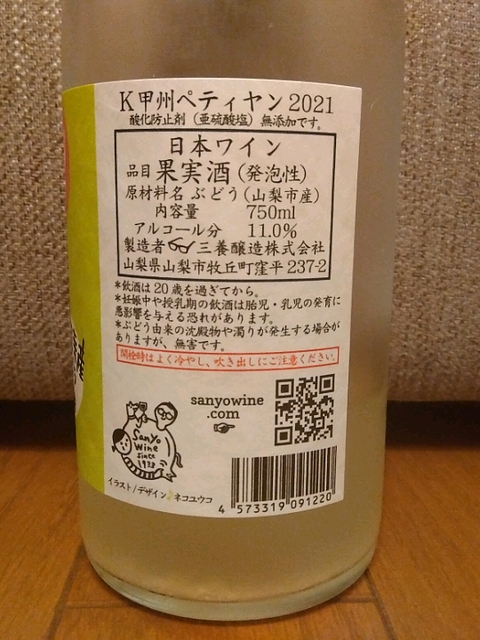 K甲州ペティヤン2021
酸化防止剤（亜硫酸塩）無添加です。
日本ワイン
品目 果実酒（発泡性）
原材料名 ぶどう（山梨市産）
内容量 750ml
アルコール分 11.0%
製造者 三養醸造株式会社
山梨県山梨市牧丘町窪平237-2
*飲酒は20歳を過ぎてから。
*妊娠中や授乳期の飲酒は胎児・乳児の発育に
悪影響を与える恐れがあります。
*ぶどう由来の沈殿物や濁りが発生する場合が
ありますが、無害です。
開栓時はよく冷やし、吹き出しにご注意ください。
sanyowine
.com
SanYo
Wine
since
1933
イラスト/デザイン ネコユウコ
4 573319 091220